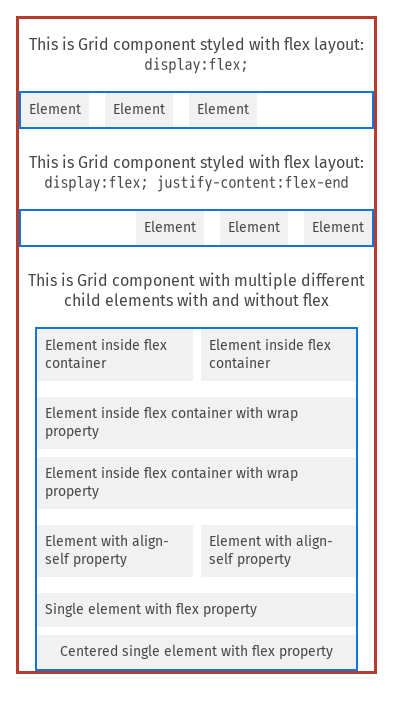 This is Grid component styled with flex layout:
display:flex;
Element Element Element
This is Grid component styled with flex layout:
display:flex; justify-content:flex-end
Element Element Element
This is Grid component with multiple different
child elements with and without flex
Element inside flex
container
Element inside flex
container
Element inside flex container with wrap
property
Element inside flex container with wrap
property
Element with align-
self property
Element with align-
self property
Single element with flex property
Centered single element with flex property